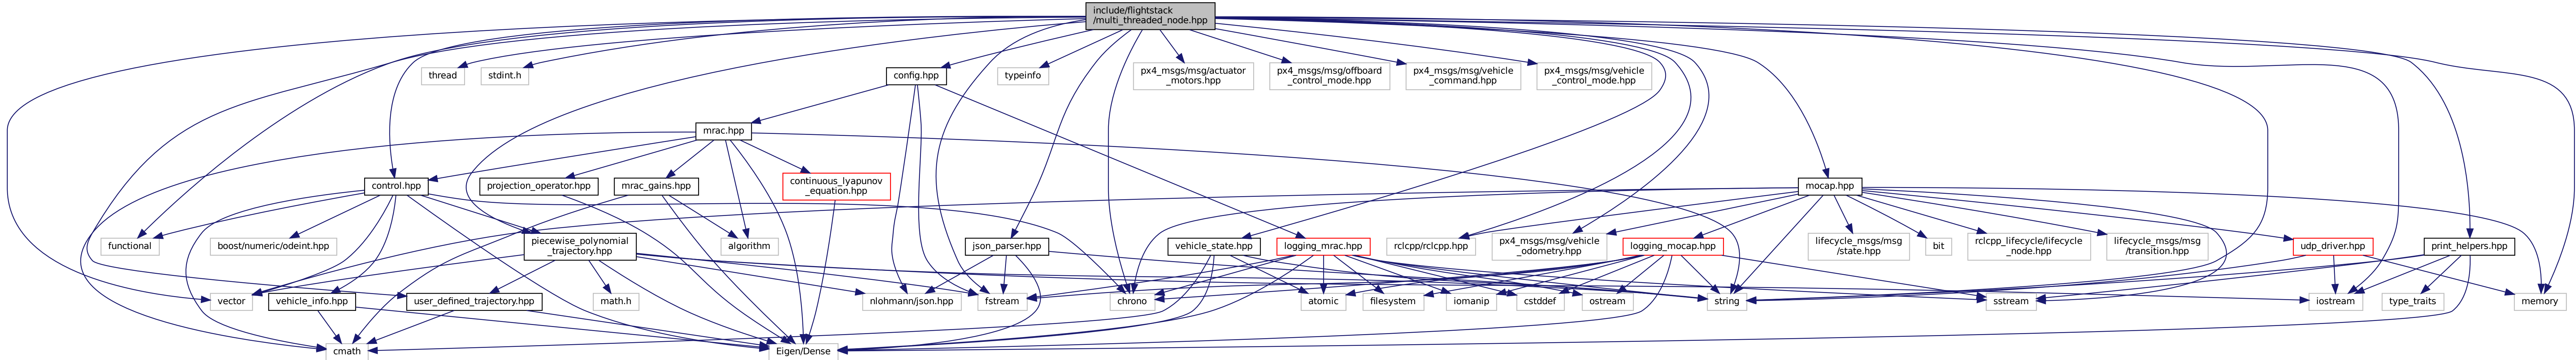 include/flightstack
/multi_threaded_node.hpp
thread
stdint.h
config.hpp
typeinfo
px4_msgs/msg/actuator
_motors.hpp
px4_msgs/msg/offboard
_control_mode.hpp
px4_msgs/msg/vehicle
_command.hpp
px4_msgs/msg/vehicle
_control_mode.hpp
mrac.hpp
control.hpp
projection_operator.hpp
mrac_gains.hpp
continuous_lyapunov
_equation.hpp
mocap.hpp
functional
boost/numeric/odeint.hpp
piecewise_polynomial
_trajectory.hpp
algorithm
json_parser.hpp
vehicle_state.hpp
logging_mrac.hpp
rclcpp/rclcpp.hpp
px4_msgs/msg/vehicle
_odometry.hpp
logging_mocap.hpp
lifecycle_msgs/msg
/state.hpp
bit
rclcpp_lifecycle/lifecycle
_node.hpp
lifecycle_msgs/msg
/transition.hpp
udp_driver.hpp
print_helpers.hpp
vector
vehicle_info.hpp
user_defined_trajectory.hpp
math.h
nlohmann/json.hpp
fstream
chrono
atomic
filesystem
iomanip
cstddef
ostream
string
sstream
iostream
type_traits
memory
cmath
Eigen/Dense